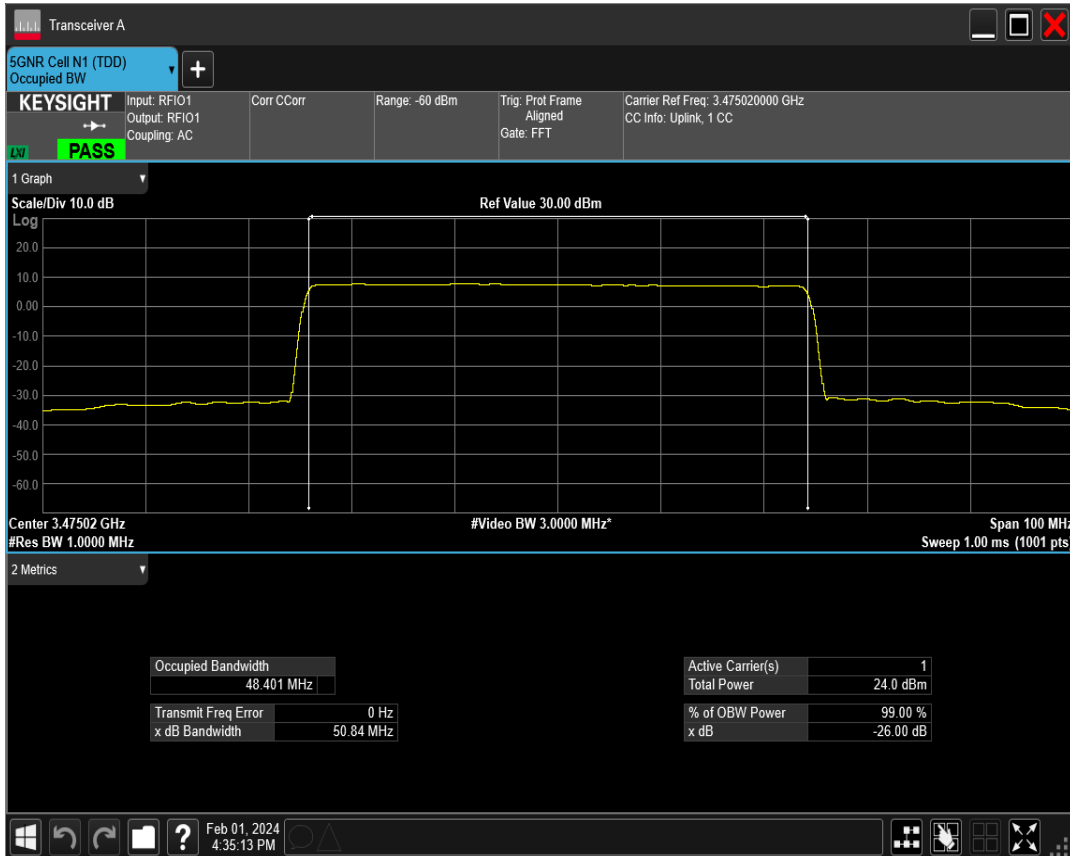 Transceiver A
5GNR Cell N1 (TDD)
Occupied BW
+
KEYSIGHT
LXI
PASS
Input: RFIO1
Output: RFIO1
Coupling: AC
Corr CCorr
Range: -60 dBm
Trig: Prot Frame
Aligned
Gate: FFT
Carrier Ref Freq: 3.475020000 GHz
CC Info: Uplink, 1 CC
1 Graph
Scale/Div 10.0 dB
Ref Value 30.00 dBm
Log
20.0
10.0
0.00
-10.0
-20.0
-30.0
-40.0
-50.0
-60.0
Center 3.47502 GHz
#Video BW 3.0000 MHz*
Span 100 MHz
#Res BW 1.0000 MHz
Sweep 1.00 ms (1001 pts)
2 Metrics
Occupied Bandwidth
48.401 MHz
Transmit Freq Error 0 Hz
x dB Bandwidth 50.84 MHz
Active Carrier(s) 1
Total Power 24.0 dBm
% of OBW Power 99.00 %
x dB -26.00 dB
?
Feb 01, 2024
4:35:13 PM